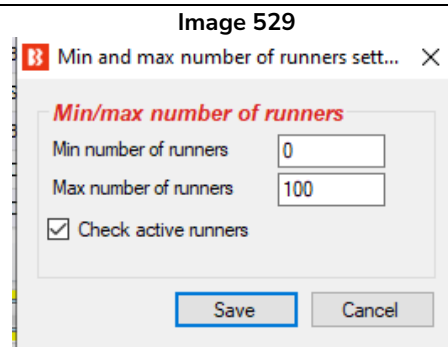 Image 529
Min and max number of runners sett...
Min/max number of runners
Min number of runners 0
Max number of runners 100
Check active runners
Save Cancel